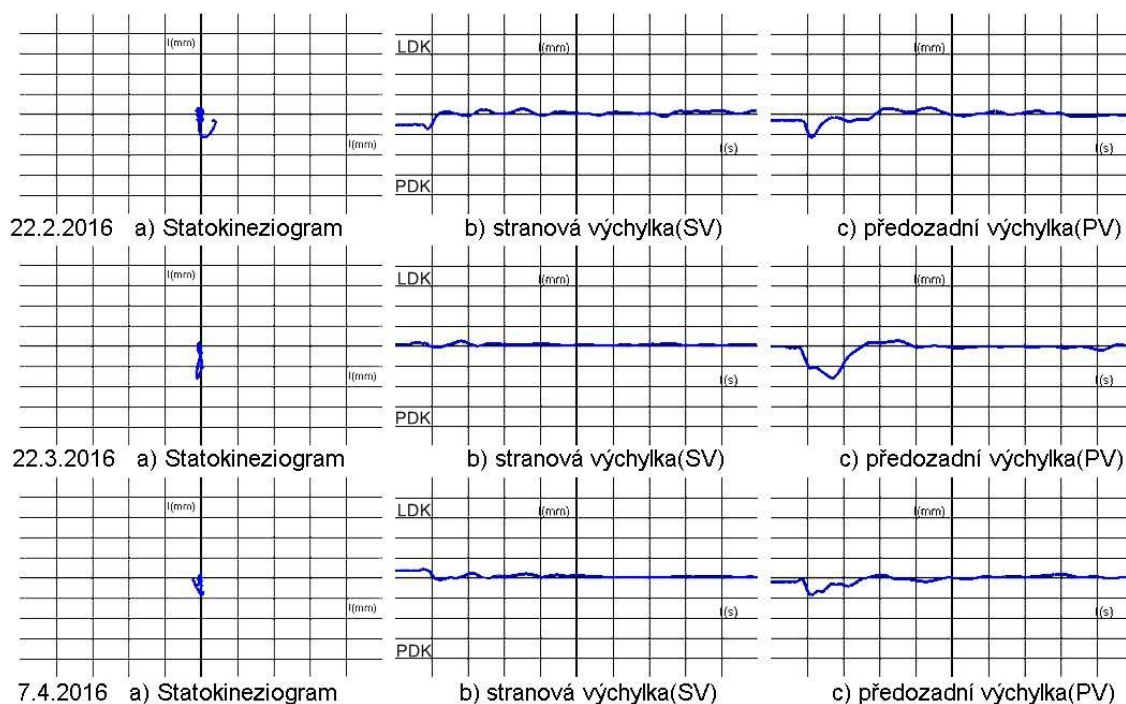 l(mm)
l(mm)
LDK
l(mm)
l(s)
PDK
l(mm)
l(s)
22.2.2016 a) Statokineziogram b) stranová výchylka(SV) c) předozadní výchylka(PV)
l(mm)
l(mm)
LDK
l(mm)
l(s)
PDK
l(mm)
l(s)
22.3.2016 a) Statokineziogram b) stranová výchylka(SV) c) předozadní výchylka(PV)
l(mm)
l(mm)
LDK
l(mm)
l(s)
PDK
l(mm)
l(s)
7.4.2016 a) Statokineziogram b) stranová výchylka(SV) c) předozadní výchylka(PV)